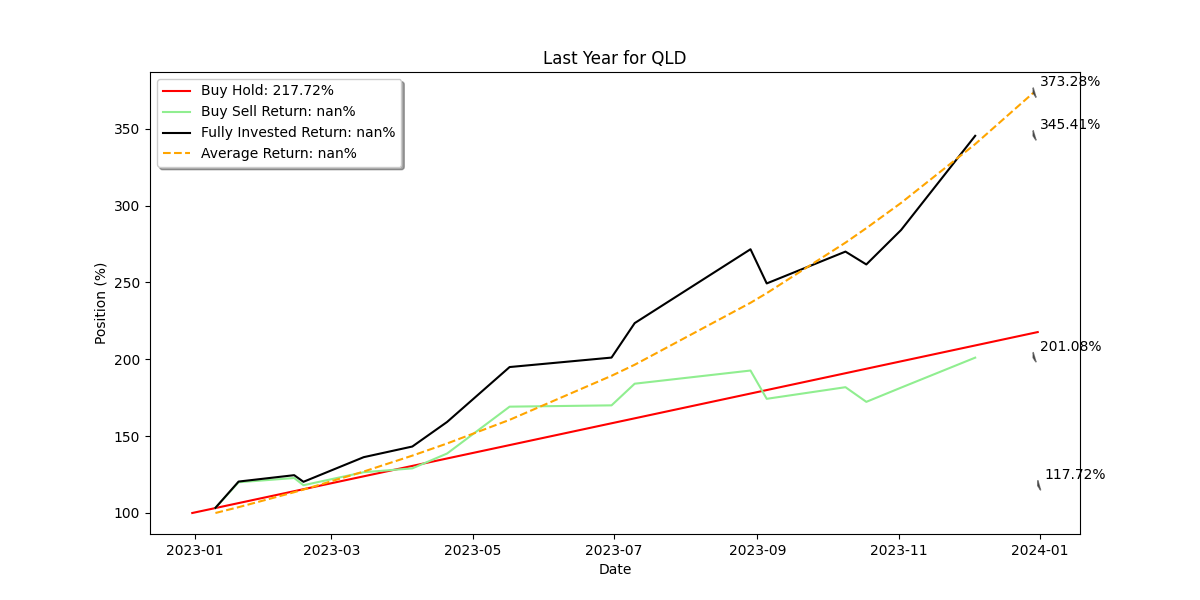 Last Year for QLD
Buy Hold: 217.72%
Buy Sell Return: nan%
Fully Invested Return: nan%
Average Return: nan%
373.28%
345.41%
201.08%
117.72%
Position (%)
350
300
250
200
150
100
2023-01
2023-03
2023-05
2023-07
2023-09
2023-11
2024-01
Date